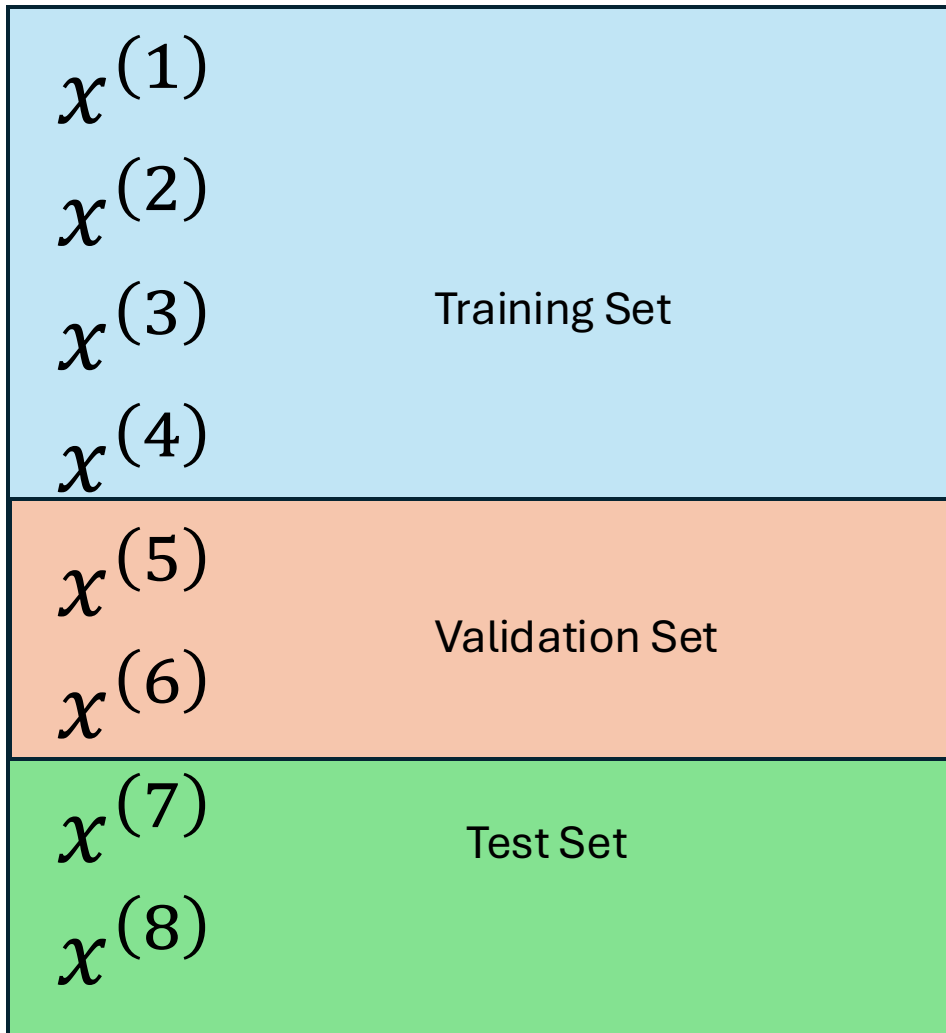 x^(1)
x^(2)
x^(3)
Training Set
x^(4)
x^(5)
Validation Set
x^(6)
x^(7)
Test Set
x^(8)